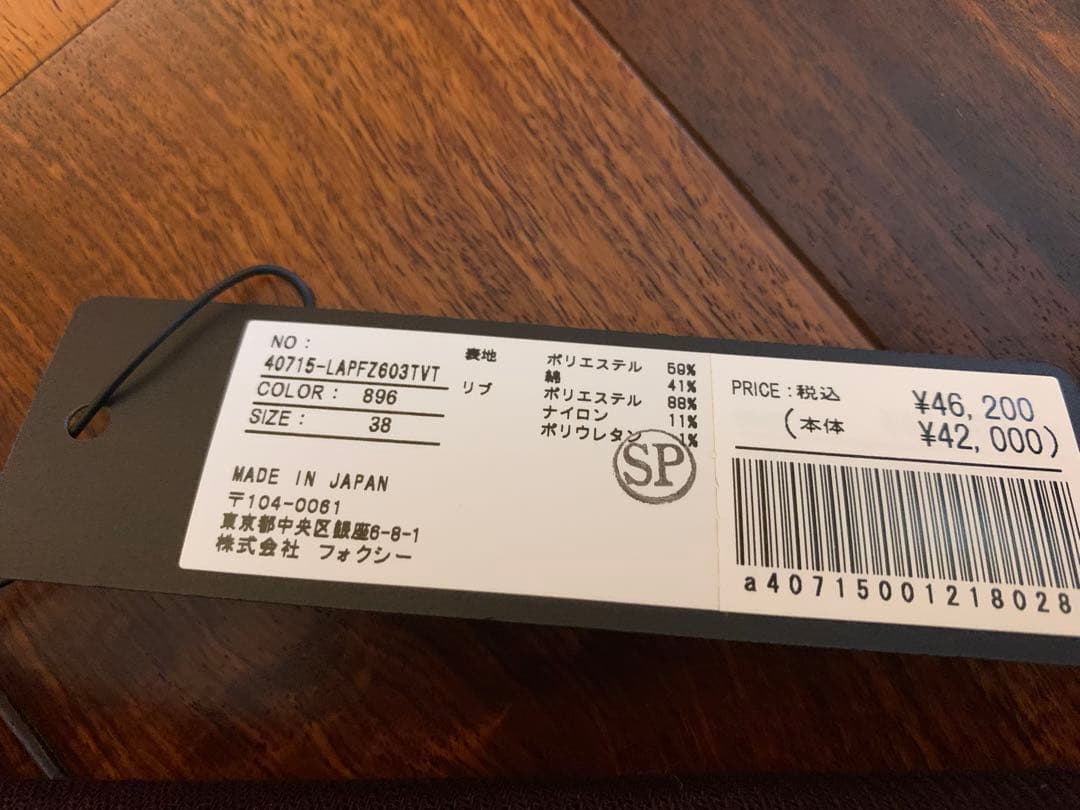 NO :
40715-LAPFZ603TVT
COLOR : 896
SIZE : 38
表地 ポリエステル 59%
綿 41%
リブ ポリエステル 88%
ナイロン 11%
ポリウレタン 1%
SP
MADE IN JAPAN
〒104-0061
東京都中央区銀座6-8-1
株式会社 フォクシー
PRICE : 税込 ¥46,200
(本体 ¥42,000)
a40715001218028